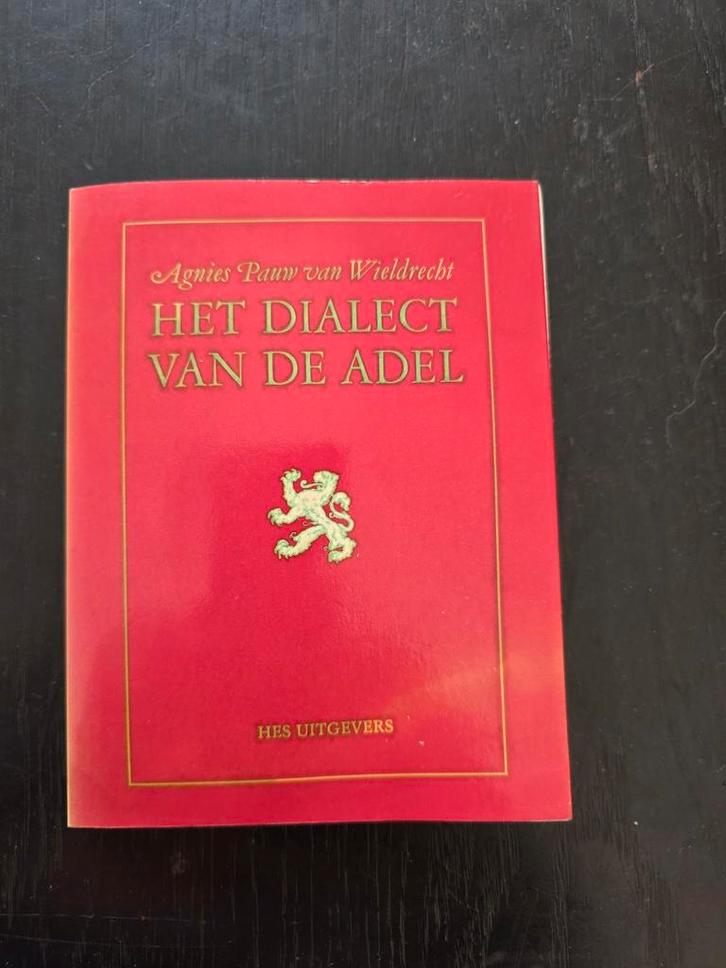 Agnies Pauw van Wieldrecht
HET DIALECT
VAN DE ADEL
HES UITGEVERS